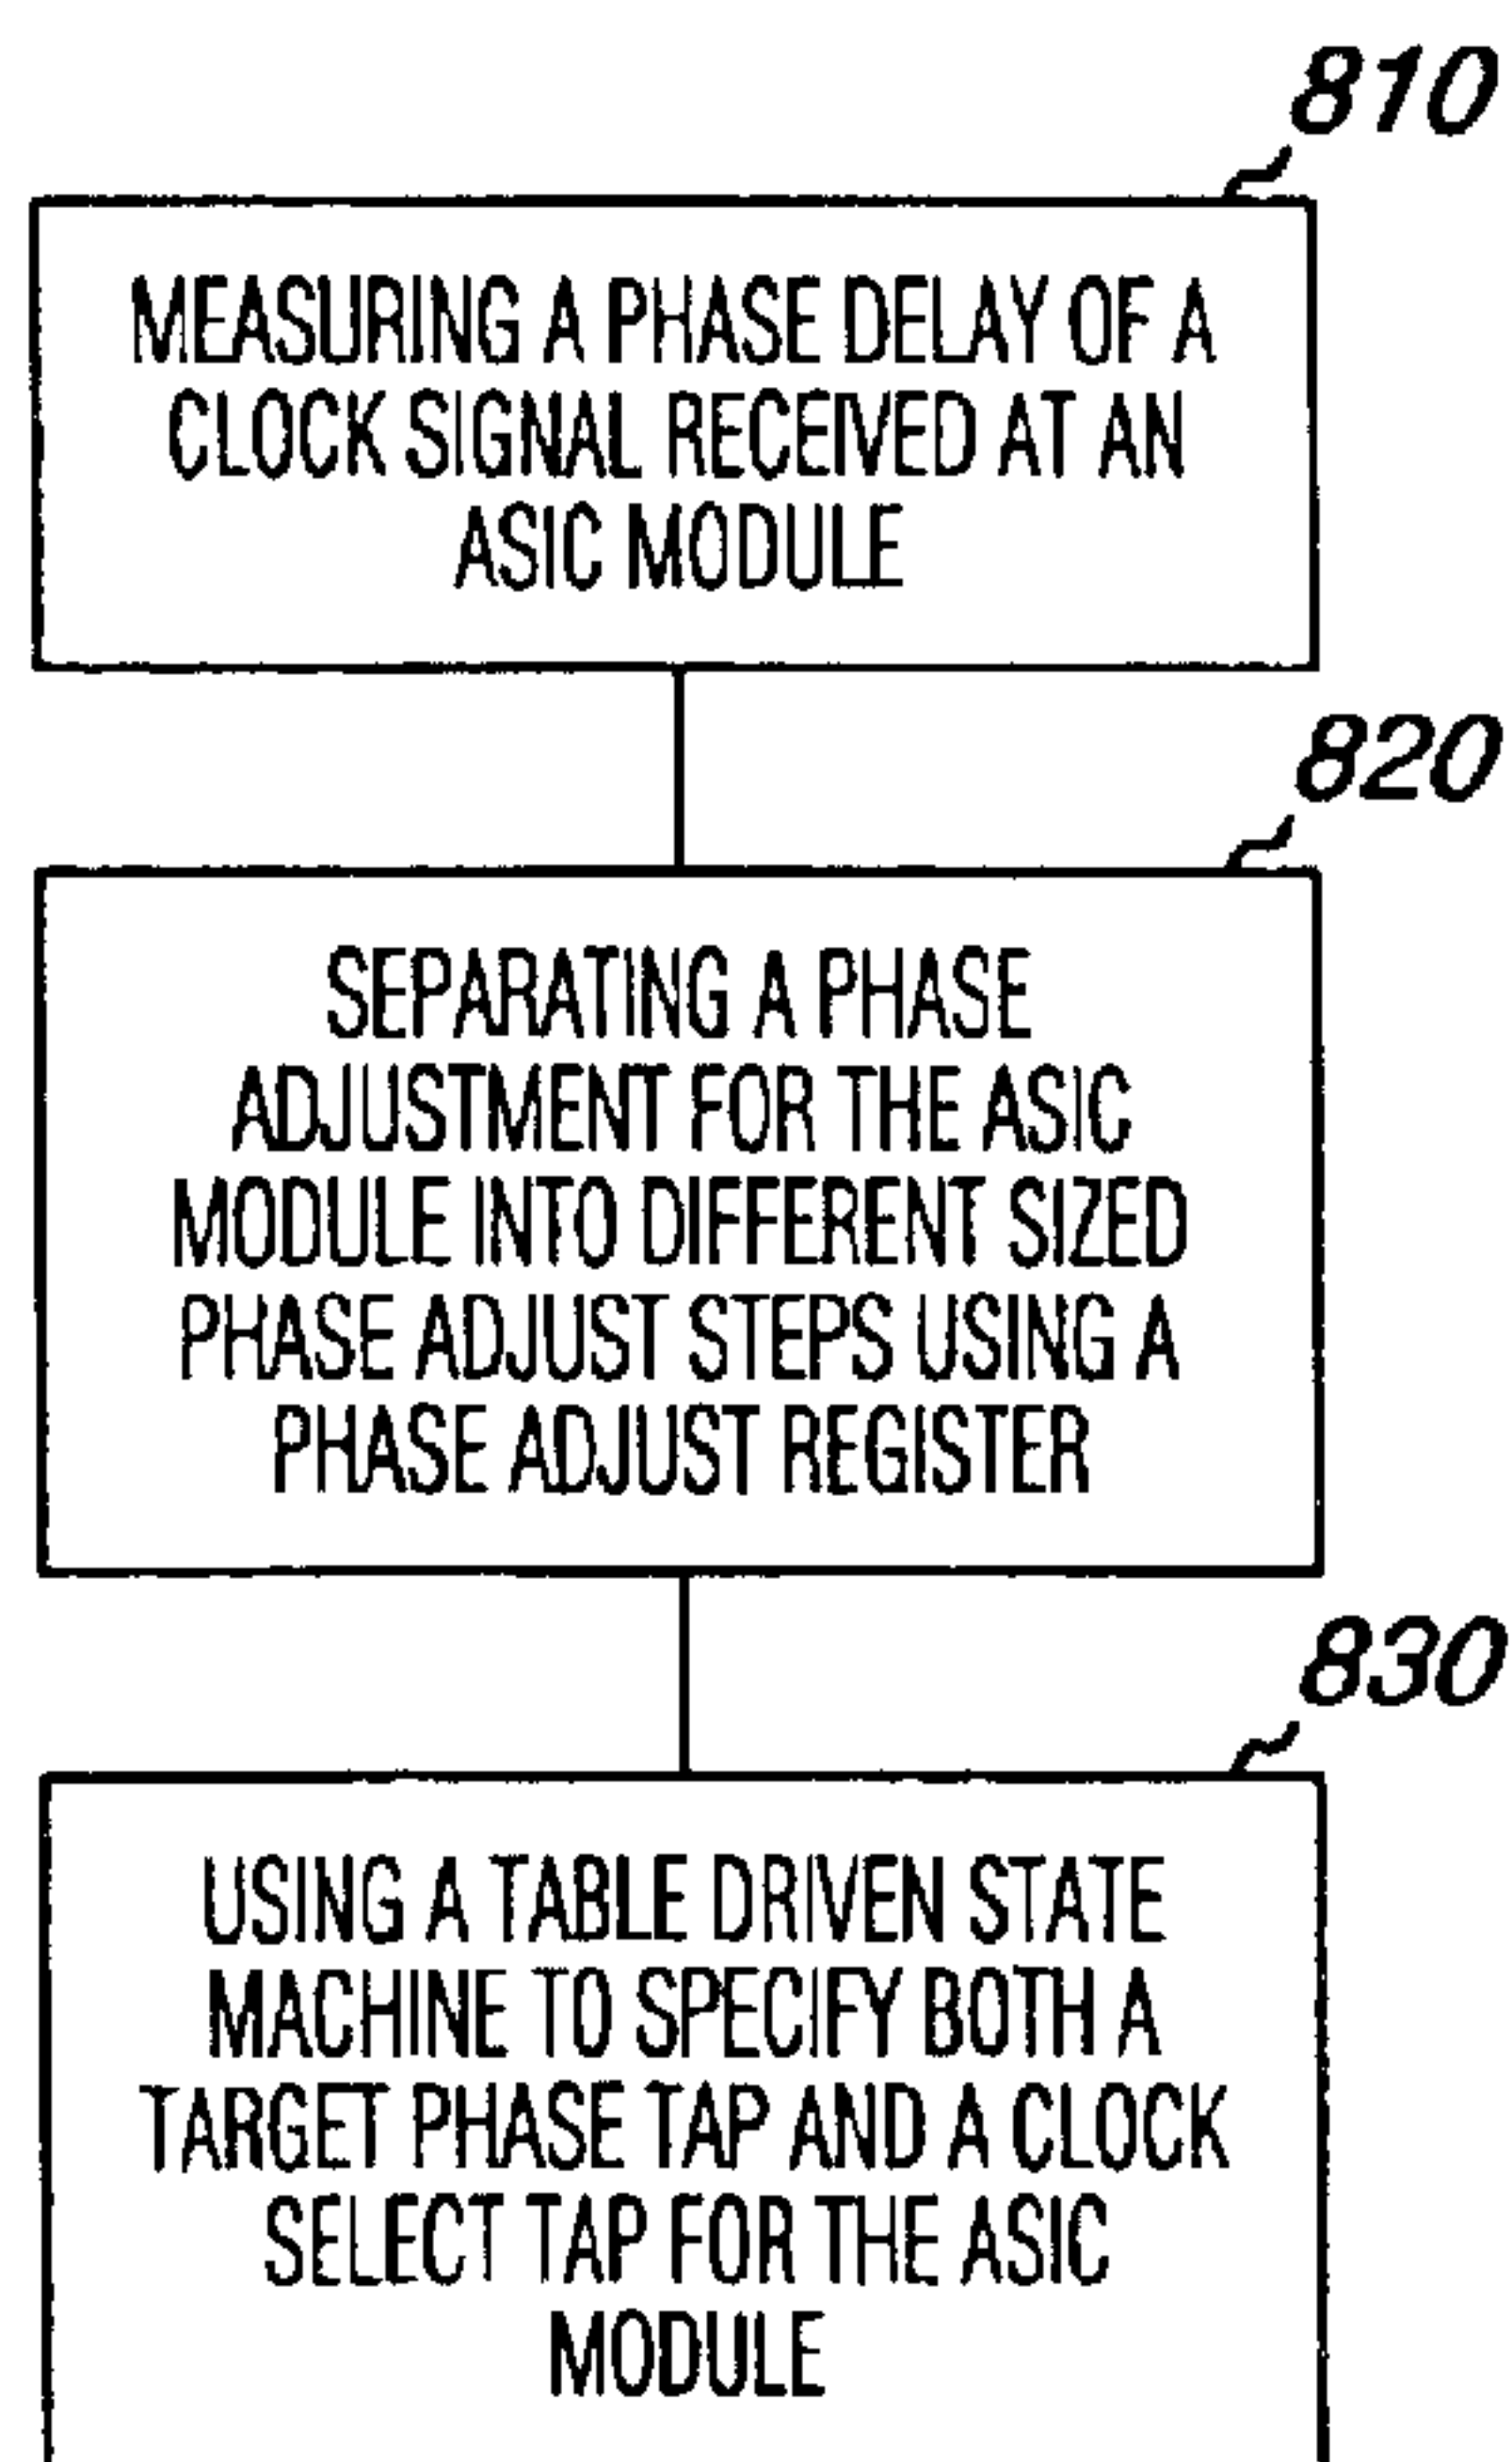 810
MEASURING A PHASE DELAY OF A
CLOCK SIGNAL RECEIVED AT AN
ASIC MODULE
820
SEPARATING A PHASE
ADJUSTMENT FOR THE ASIC
MODULE INTO DIFFERENT SIZED
PHASE ADJUST STEPS USING A
PHASE ADJUST REGISTER
830
USING A TABLE DRIVEN STATE
MACHINE TO SPECIFY BOTH A
TARGET PHASE TAP AND A CLOCK
SELECT TAP FOR THE ASIC
MODULE